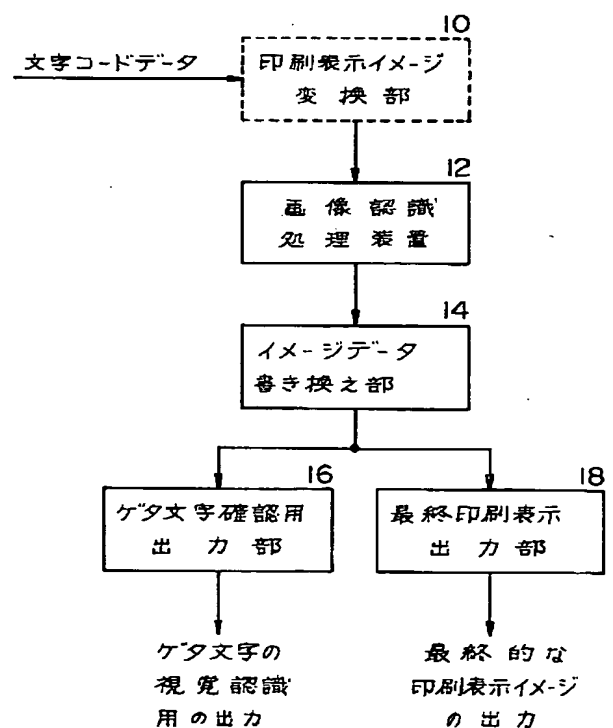 10
文字コードデータ
印刷表示イメージ
変換部
12
画像認識
処理装置
14
イメージデータ
書き換え部
16
ゲタ文字確認用
出力部
18
最終印刷表示
出力部
ゲタ文字の
視覚認識
用の出力
最終的な
印刷表示イメージ
の出力